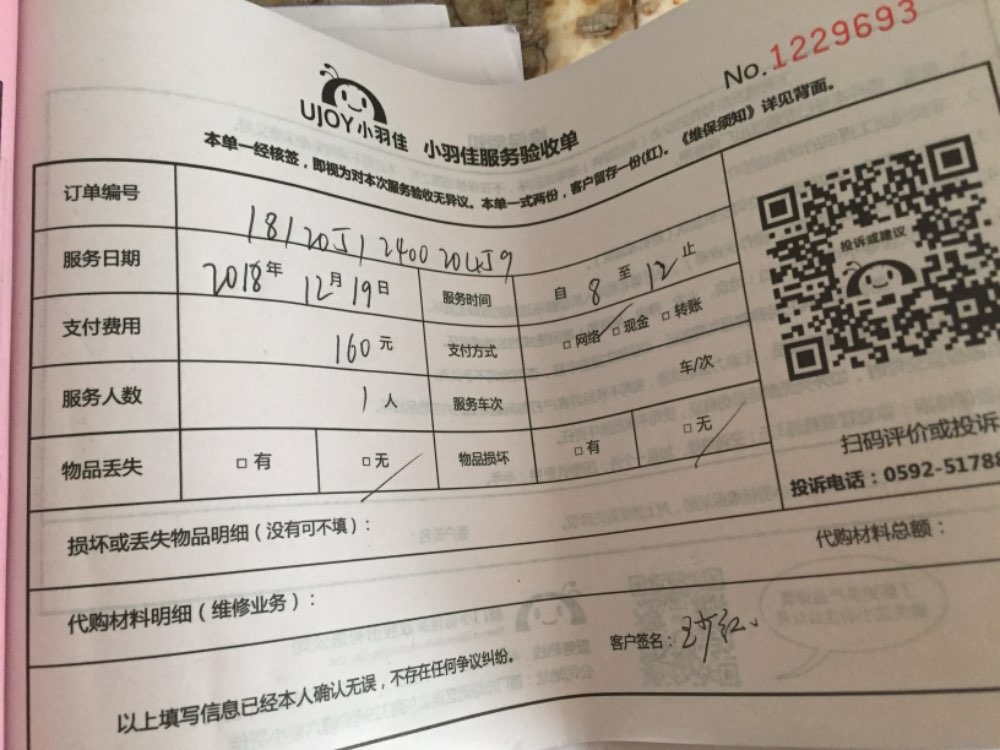 No.1229693
UJOY小羽佳 小羽佳服务验收单
本单一经核签，即视为对本次服务验收无异议。本单一式两份，客户留存一份(红)。《维保须知》详见背面。
订单编号 1812051240020459
服务日期 2018年 12月 19日 服务时间 自 8 至 12 止
支付费用 160元 支付方式 □网络 □现金 □转账
服务人数 1人 服务车次 车/次
物品丢失 □有 □无 物品损坏 □有 □无
投诉或建议
扫码评价或投诉
投诉电话：0592-51788
损坏或丢失物品明细（没有可不填）：
代购材料明细（维修业务）： 代购材料总额：
以上填写信息已经本人确认无误，不存在任何争议纠纷。 客户签名：